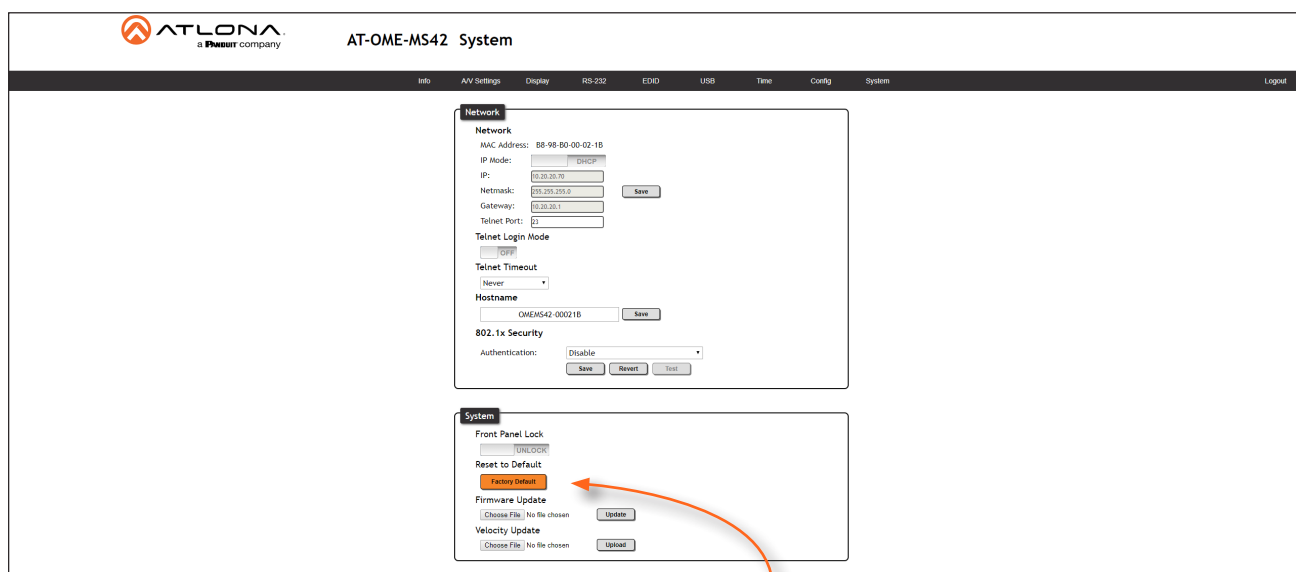 ATLONA.
a PANDUIT company
AT-OME-MS42 System
Info A/V Settings Display RS-232 EDID USB Time Config System Logout
Network
Network
MAC Address: B8-98-B0-00-02-1B
IP Mode: DHCP
IP: 10.20.20.70
Netmask: 255.255.255.0 Save
Gateway: 10.20.20.1
Telnet Port: 23
Telnet Login Mode
OFF
Telnet Timeout
Never
Hostname
OMEMS42-00021B Save
802.1x Security
Authentication: Disable
Save Revert Test
System
Front Panel Lock
UNLOCK
Reset to Default
Factory Default
Firmware Update
Choose File No file chosen Update
Velocity Update
Choose File No file chosen Upload